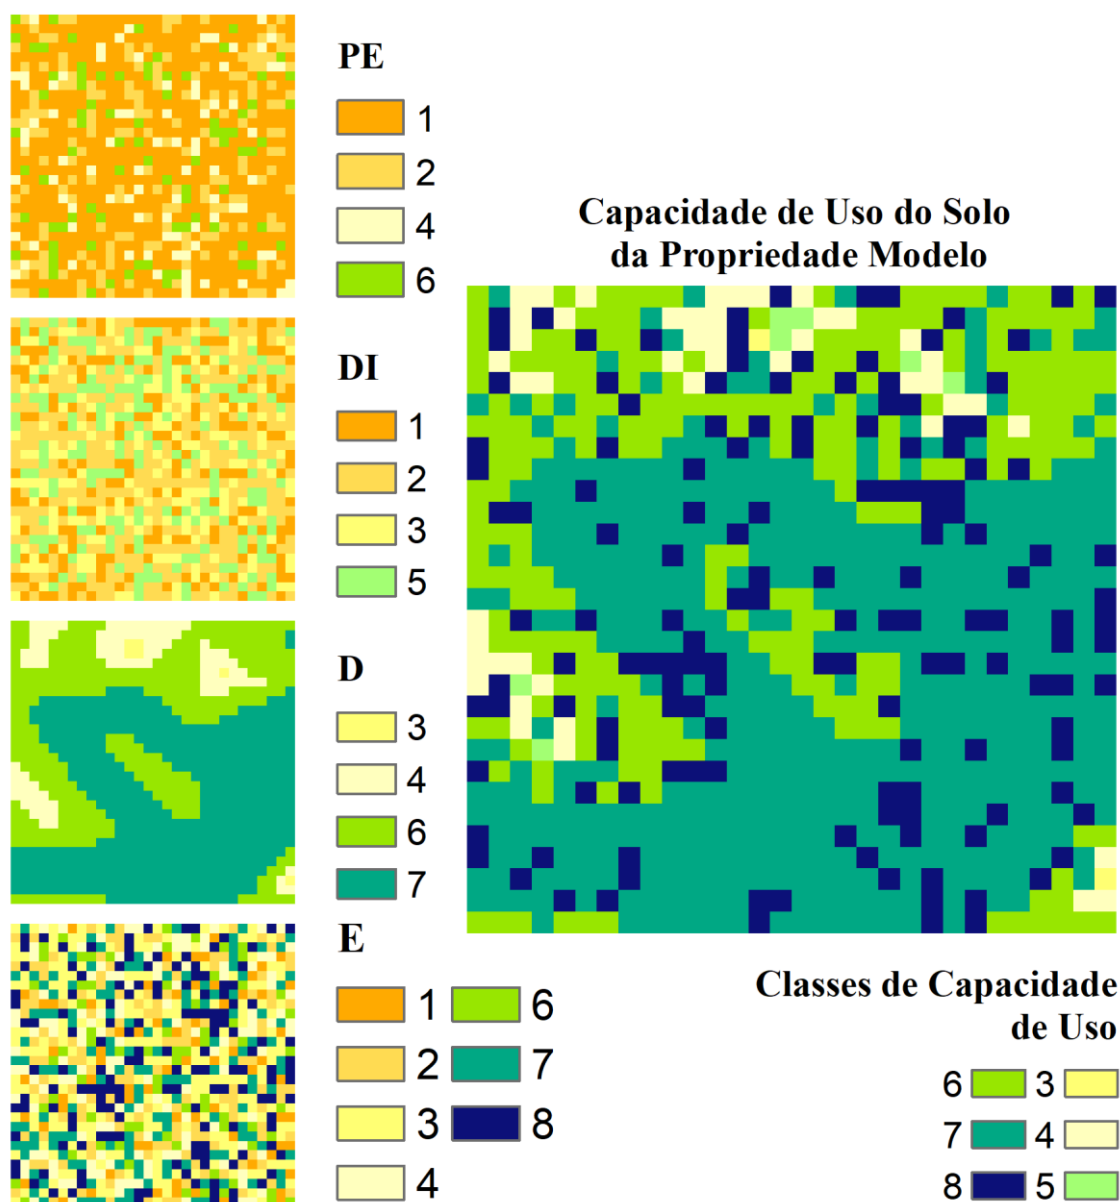 PE
1
2
4
6
Capacidade de Uso do Solo
da Propriedade Modelo
DI
1
2
3
5
D
3
4
6
7
E
1 6
2 7
3 8
4
Classes de Capacidade
de Uso
6 3
7 4
8 5